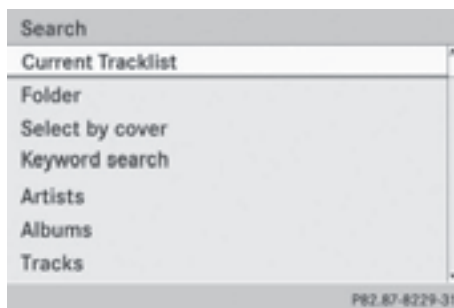 Search
Current Tracklist
Folder
Select by cover
Keyword search
Artists
Albums
Tracks
P82.87-8229-31